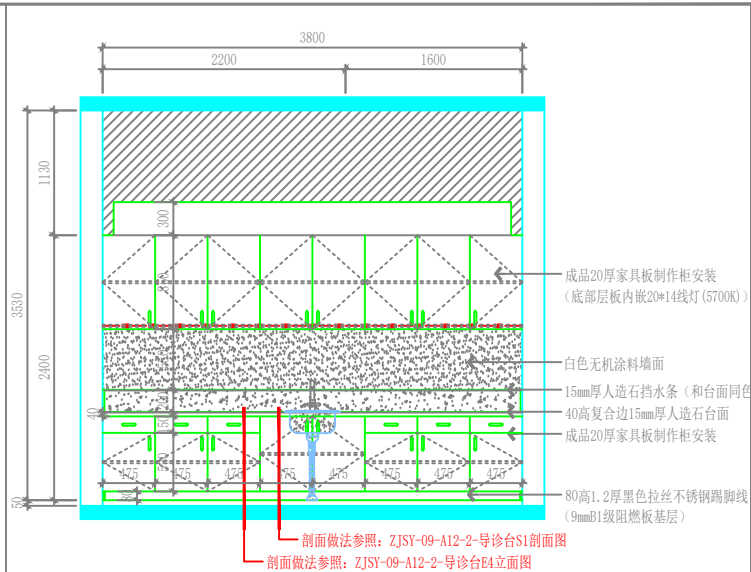 3800
2200
1600
1130
3530
2400
50
300
成品20厚家具板制作柜安装
(底部层板内嵌20*14线灯(5700K))
白色无机涂料墙面
15mm厚人造石挡水条(和台面同色
40高复合边15mm厚人造石台面
成品20厚家具板制作柜安装
40
150
475
475
475
475
475
475
475
475
80
80高1.2厚黑色拉丝不锈钢踢脚线
(9mmB1级阻燃板基层)
剖面做法参照: ZJSY-09-A12-2-导诊台S1剖面图
剖面做法参照: ZJSY-09-A12-2-导诊台E4立面图